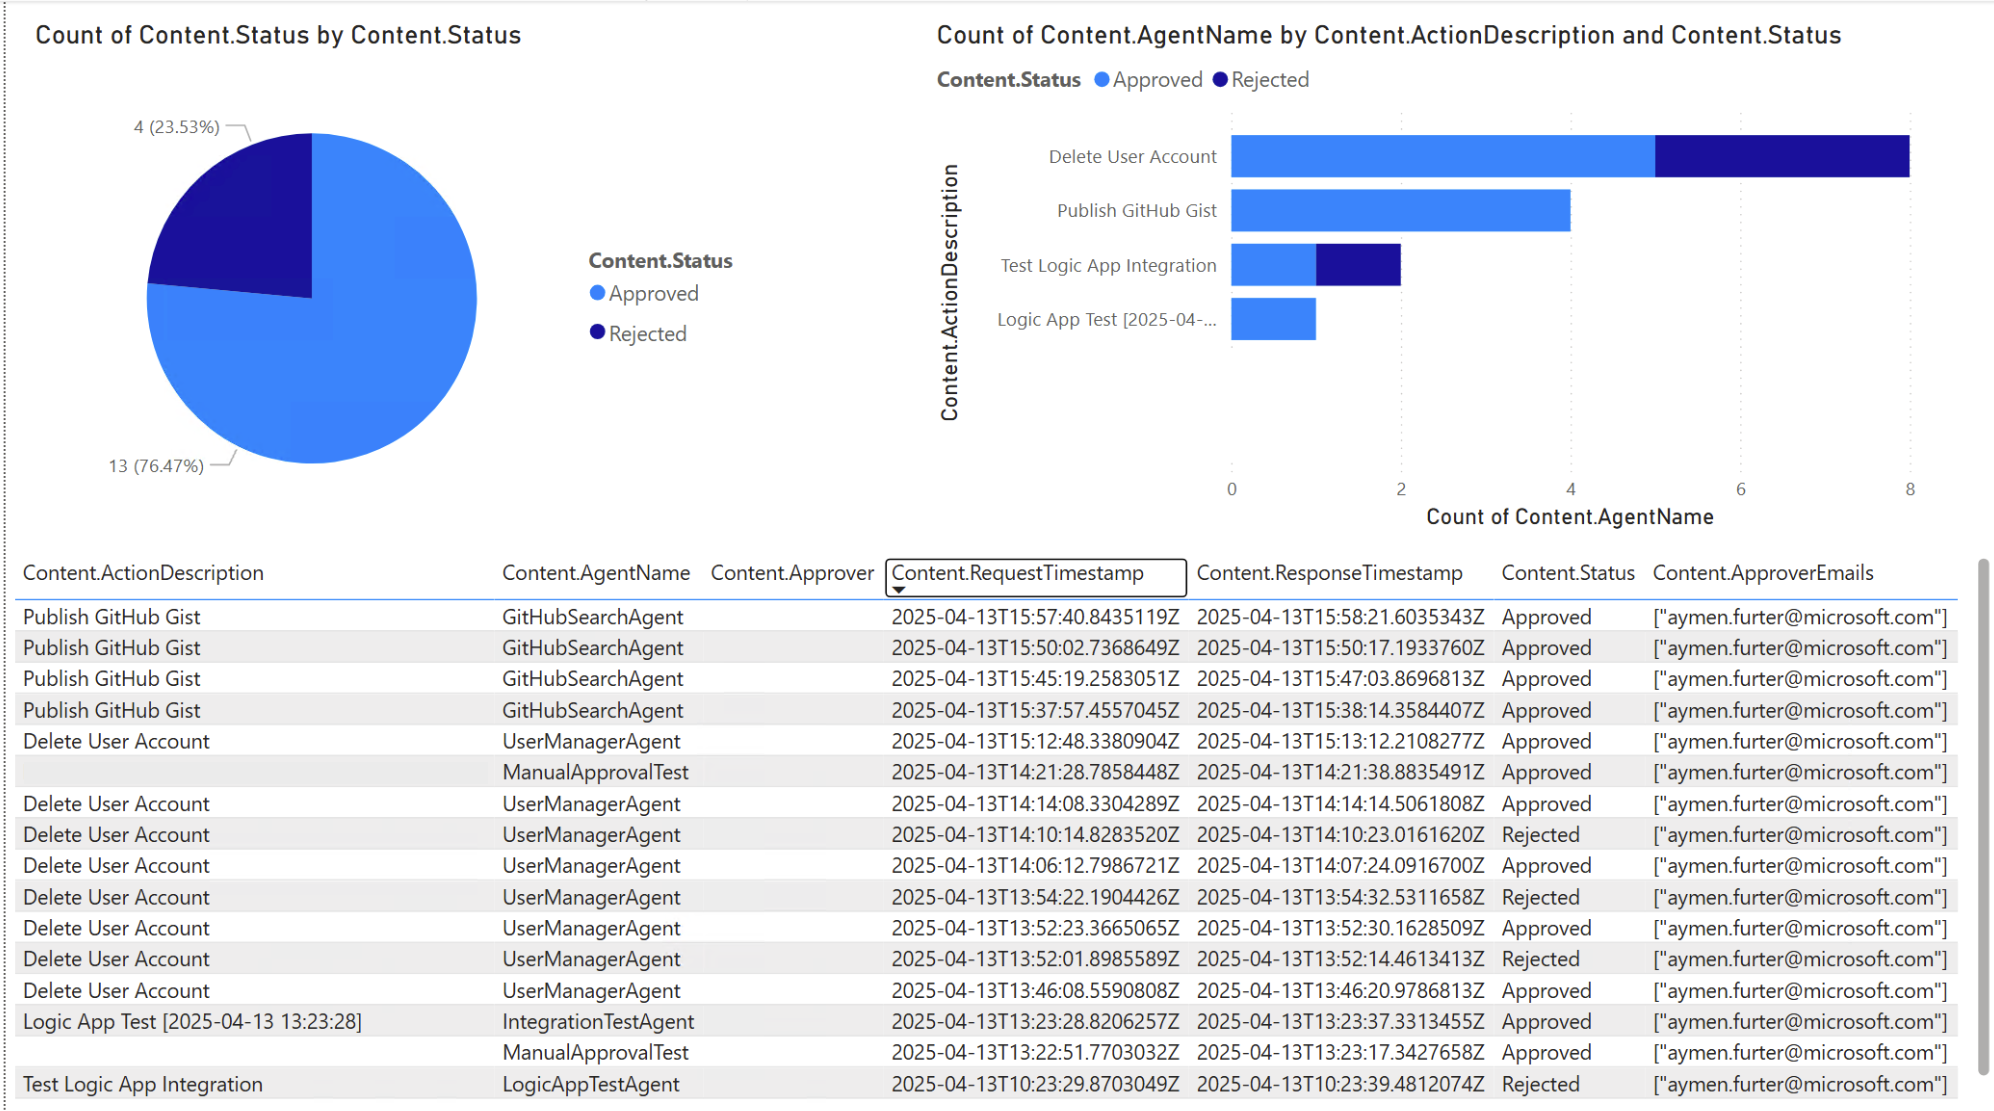 Count of Content.Status by Content.Status
4 (23.53%)
13 (76.47%)
Content.Status
Approved
Rejected
Count of Content.AgentName by Content.ActionDescription and Content.Status
Content.Status Approved Rejected
Content.ActionDescription
Delete User Account
Publish GitHub Gist
Test Logic App Integration
Logic App Test [2025-04-...
0 2 4 6 8
Count of Content.AgentName
Content.ActionDescription Content.AgentName Content.Approver Content.RequestTimestamp Content.ResponseTimestamp Content.Status Content.ApproverEmails
Publish GitHub Gist GitHubSearchAgent 2025-04-13T15:57:40.8435119Z 2025-04-13T15:58:21.6035343Z Approved ["aymen.furter@microsoft.com"]
Publish GitHub Gist GitHubSearchAgent 2025-04-13T15:50:02.7368649Z 2025-04-13T15:50:17.1933760Z Approved ["aymen.furter@microsoft.com"]
Publish GitHub Gist GitHubSearchAgent 2025-04-13T15:45:19.2583051Z 2025-04-13T15:47:03.8696813Z Approved ["aymen.furter@microsoft.com"]
Publish GitHub Gist GitHubSearchAgent 2025-04-13T15:37:57.4557045Z 2025-04-13T15:38:14.3584407Z Approved ["aymen.furter@microsoft.com"]
Delete User Account UserManagerAgent 2025-04-13T15:12:48.3380904Z 2025-04-13T15:13:12.2108277Z Approved ["aymen.furter@microsoft.com"]
ManualApprovalTest 2025-04-13T14:21:28.7858448Z 2025-04-13T14:21:38.8835491Z Approved ["aymen.furter@microsoft.com"]
Delete User Account UserManagerAgent 2025-04-13T14:14:08.3304289Z 2025-04-13T14:14:14.5061808Z Approved ["aymen.furter@microsoft.com"]
Delete User Account UserManagerAgent 2025-04-13T14:10:14.8283520Z 2025-04-13T14:10:23.0161620Z Rejected ["aymen.furter@microsoft.com"]
Delete User Account UserManagerAgent 2025-04-13T14:06:12.7986721Z 2025-04-13T14:07:24.0916700Z Approved ["aymen.furter@microsoft.com"]
Delete User Account UserManagerAgent 2025-04-13T13:54:22.1904426Z 2025-04-13T13:54:32.5311658Z Rejected ["aymen.furter@microsoft.com"]
Delete User Account UserManagerAgent 2025-04-13T13:52:23.3665065Z 2025-04-13T13:52:30.1628509Z Approved ["aymen.furter@microsoft.com"]
Delete User Account UserManagerAgent 2025-04-13T13:52:01.8985589Z 2025-04-13T13:52:14.4613413Z Rejected ["aymen.furter@microsoft.com"]
Delete User Account UserManagerAgent 2025-04-13T13:46:08.5590808Z 2025-04-13T13:46:20.9786813Z Approved ["aymen.furter@microsoft.com"]
Logic App Test [2025-04-13 13:23:28] IntegrationTestAgent 2025-04-13T13:23:28.8206257Z 2025-04-13T13:23:37.3313455Z Approved ["aymen.furter@microsoft.com"]
ManualApprovalTest 2025-04-13T13:22:51.7703032Z 2025-04-13T13:23:17.3427658Z Approved ["aymen.furter@microsoft.com"]
Test Logic App Integration LogicAppTestAgent 2025-04-13T10:23:29.8703049Z 2025-04-13T10:23:39.4812074Z Rejected ["aymen.furter@microsoft.com"]